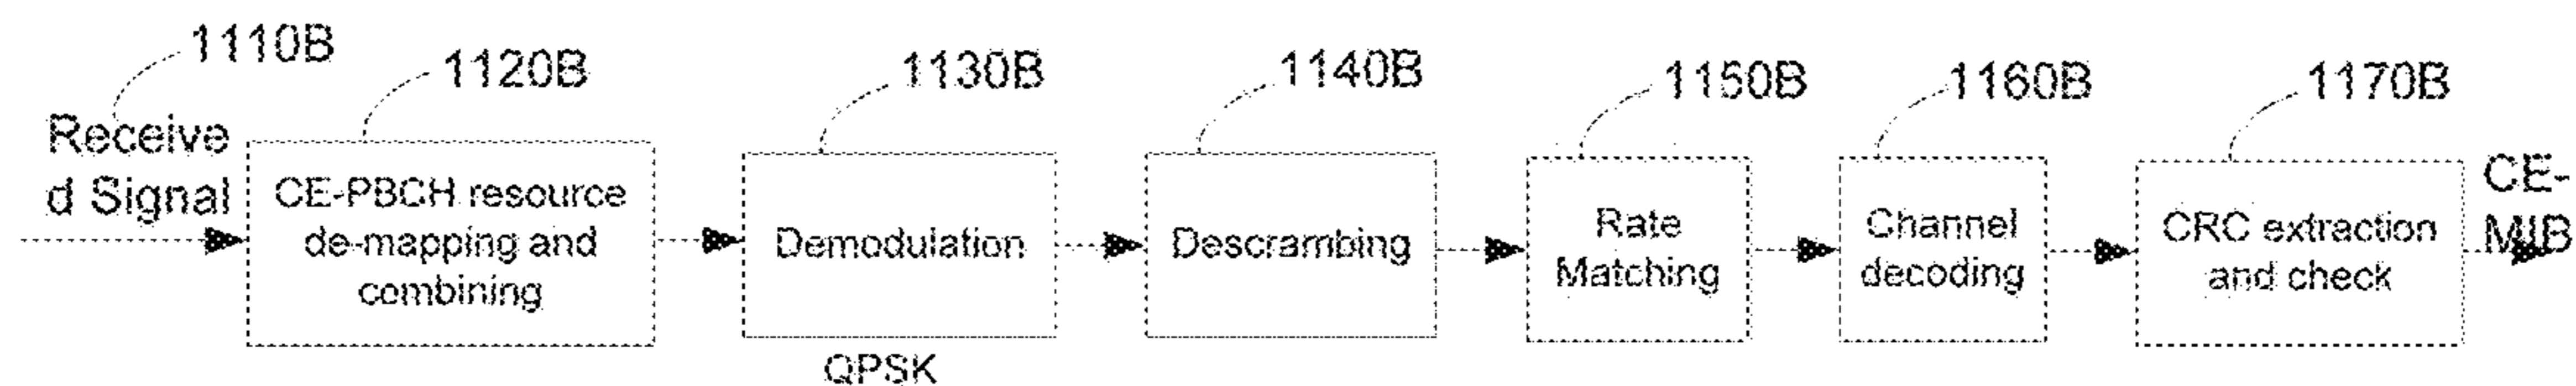 1110B
1120B
1130B
1140B
1150B
1160B
1170B
Receive
d Signal
CE-PBCH resource
de-mapping and
combining
Demodulation
QPSK
Descrambing
Rate
Matching
Channel
decoding
CRC extraction
and check
CE-
MIB